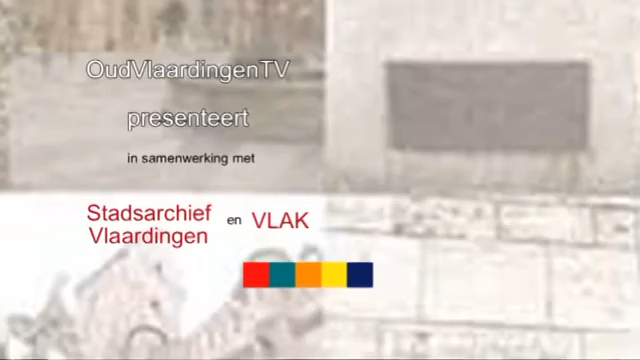 OudVlaardingenTV
presenteert
in samenwerking met
Stadsarchief en VLAK
Vlaardingen